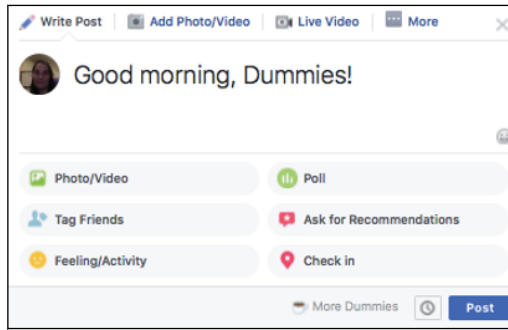 Write Post Add Photo/Video Live Video More
Good morning, Dummies!
Photo/Video Poll
Tag Friends Ask for Recommendations
Feeling/Activity Check in
More Dummies Post